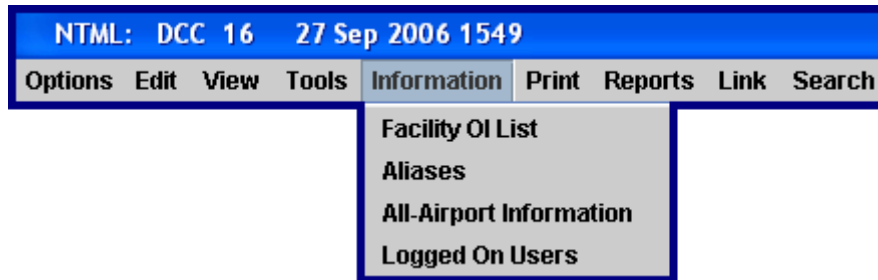 NTML: DCC 16 27 Sep 2006 1549
Options Edit View Tools Information Print Reports Link Search
Facility OI List
Aliases
All-Airport Information
Logged On Users